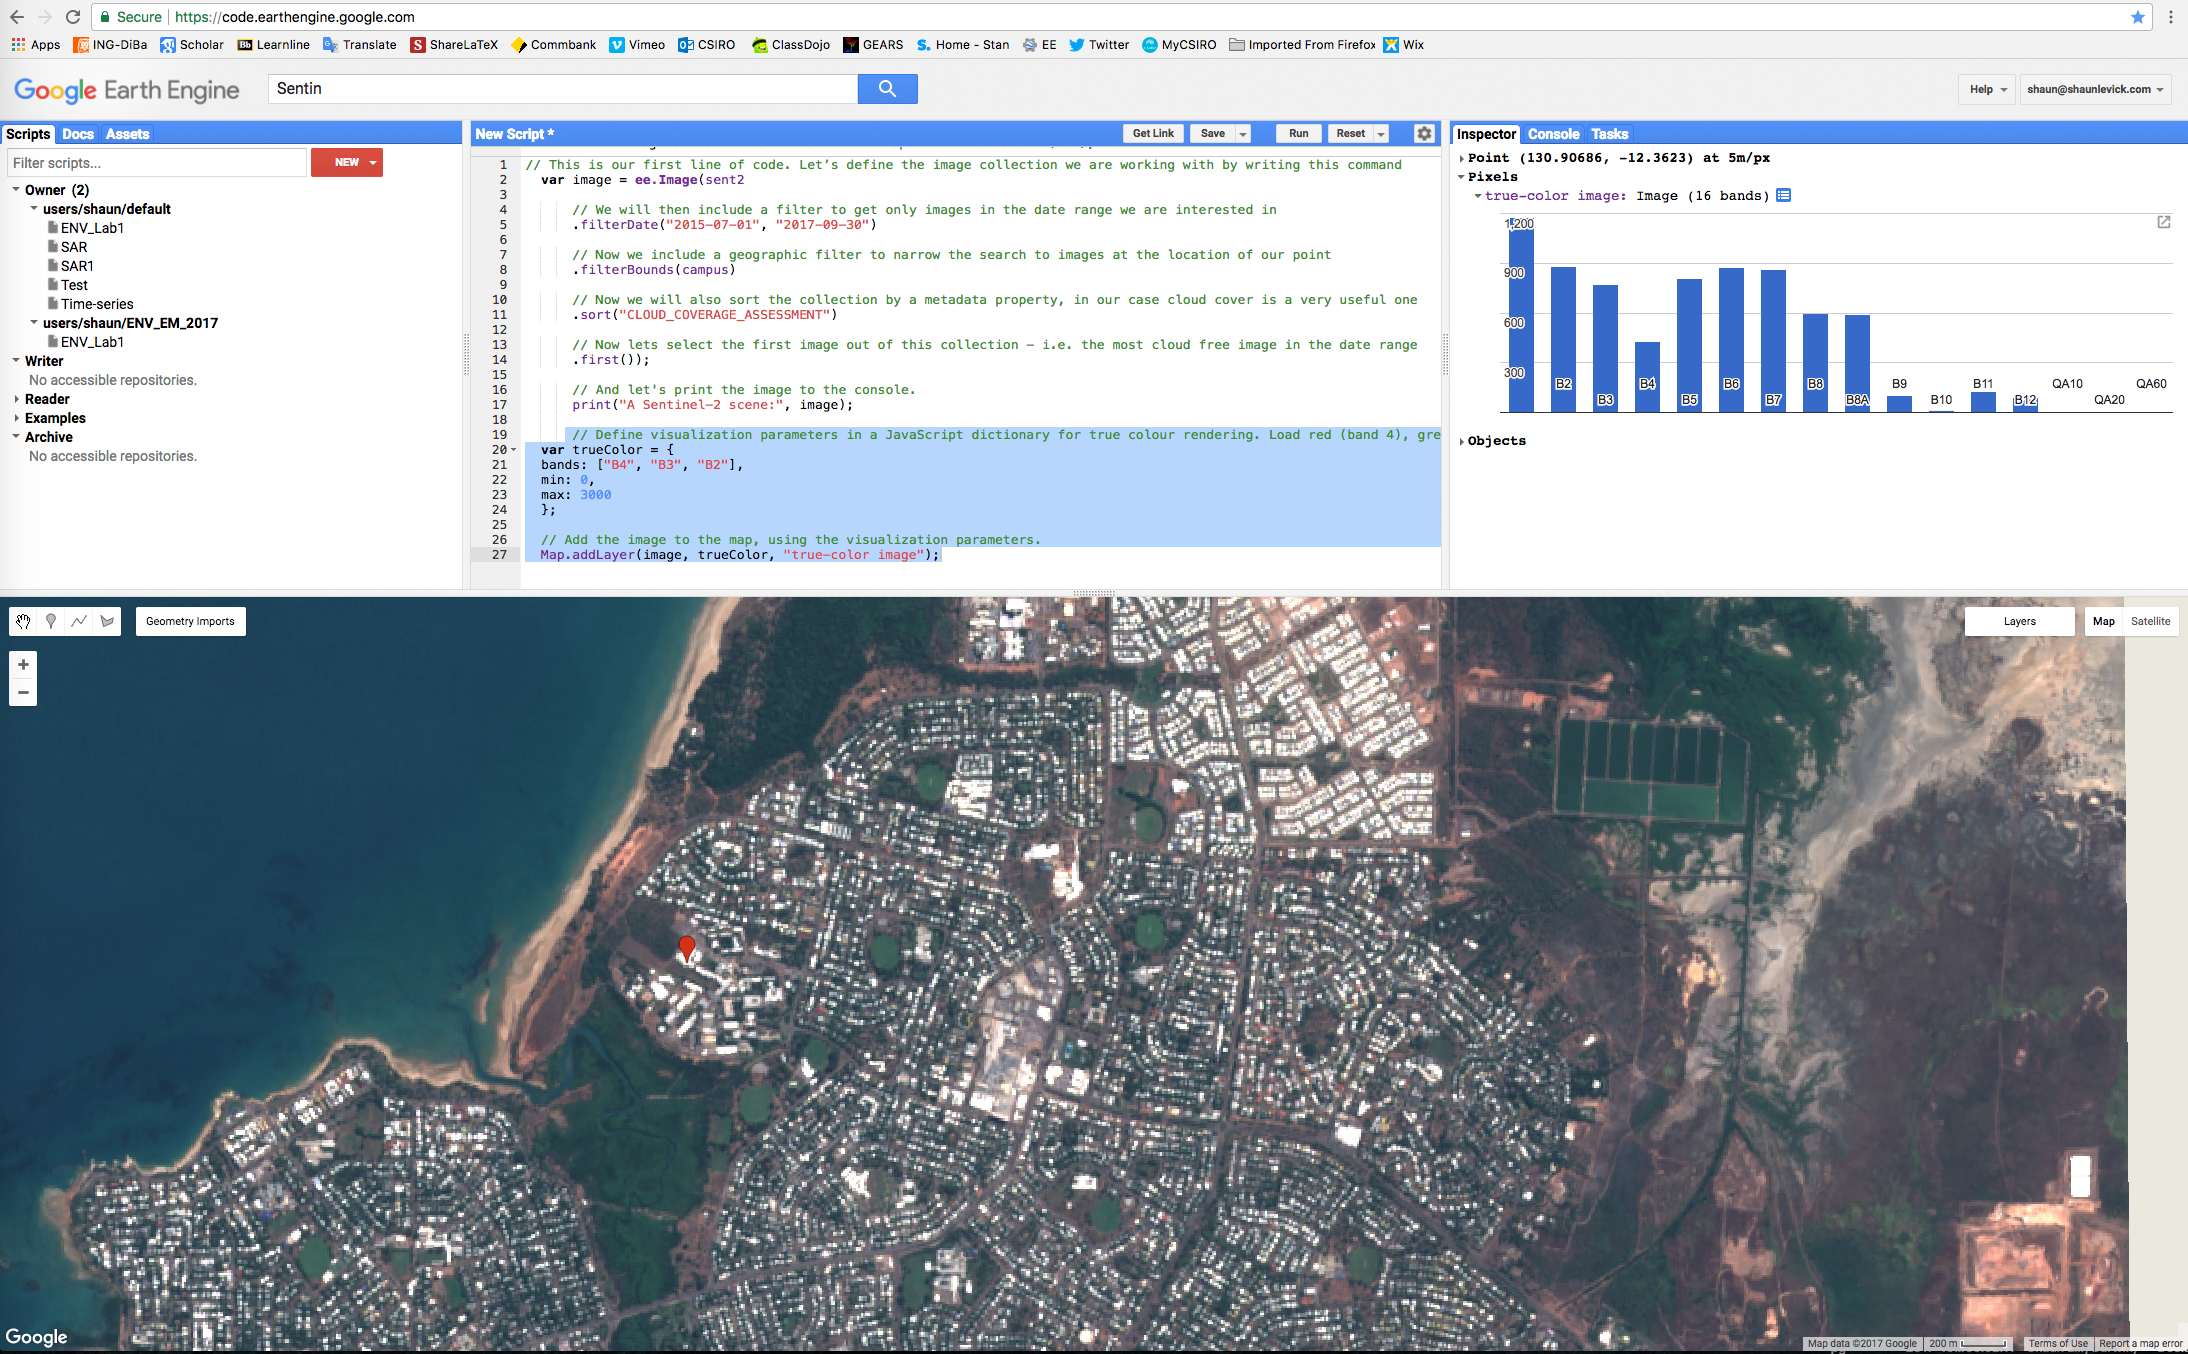 Secure https://code.earthengine.google.com
Apps ING-DiBa Scholar Bb Learnline Translate S ShareLaTeX Commbank Vimeo CSIRO ClassDojo GEARS S. Home - Stan EE Twitter MyCSIRO Imported From Firefox Wix
Google Earth Engine
Sentin
Help
shaun@shaunlevick.com
Scripts Docs Assets
Filter scripts...
NEW
Owner (2)
users/shaun/default
ENV_Lab1
SAR
SAR1
Test
Time-series
users/shaun/ENV_EM_2017
ENV_Lab1
Writer
No accessible repositories.
Reader
Examples
Archive
No accessible repositories.
New Script *
Get Link Save Run Reset
1 // This is our first line of code. Let's define the image collection we are working with by writing this command
2 var image = ee.Image(sent2
3
4 // We will then include a filter to get only images in the date range we are interested in
5 .filterDate("2015-07-01", "2017-09-30")
6
7 // Now we include a geographic filter to narrow the search to images at the location of our point
8 .filterBounds(campus)
9
10 // Now we will also sort the collection by a metadata property, in our case cloud cover is a very useful one
11 .sort("CLOUD_COVERAGE_ASSESSMENT")
12
13 // Now lets select the first image out of this collection - i.e. the most cloud free image in the date range
14 .first());
15
16 // And let's print the image to the console.
17 print("A Sentinel-2 scene:", image);
18
19 // Define visualization parameters in a JavaScript dictionary for true colour rendering. Load red (band 4), gre
20 var trueColor = {
21 bands: ["B4", "B3", "B2"],
22 min: 0,
23 max: 3000
24 };
25
26 // Add the image to the map, using the visualization parameters.
27 Map.addLayer(image, trueColor, "true-color image");
Inspector Console Tasks
Point (130.90686, -12.3623) at 5m/px
Pixels
true-color image: Image (16 bands)
1,200
900
600
300
B2 B3 B4 B5 B6 B7 B8 B8A B9 B10 B11 B12 QA10 QA20 QA60
Objects
Geometry Imports
+
−
Layers
Map Satellite
Google
Map data ©2017 Google 200 m Terms of Use Report a map error